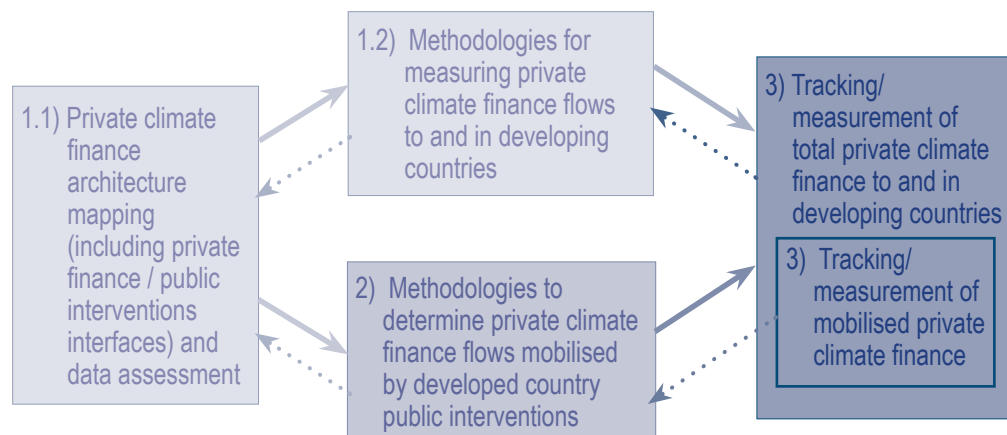 1.1) Private climate
finance
architecture
mapping
(including private
finance / public
interventions
interfaces) and
data assessment
1.2) Methodologies for
measuring private
climate finance flows
to and in developing
countries
2) Methodologies to
determine private climate
finance flows mobilised
by developed country
public interventions
3) Tracking/
measurement of
total private climate
finance to and in
developing countries
3) Tracking/
measurement of
mobilised private
climate finance